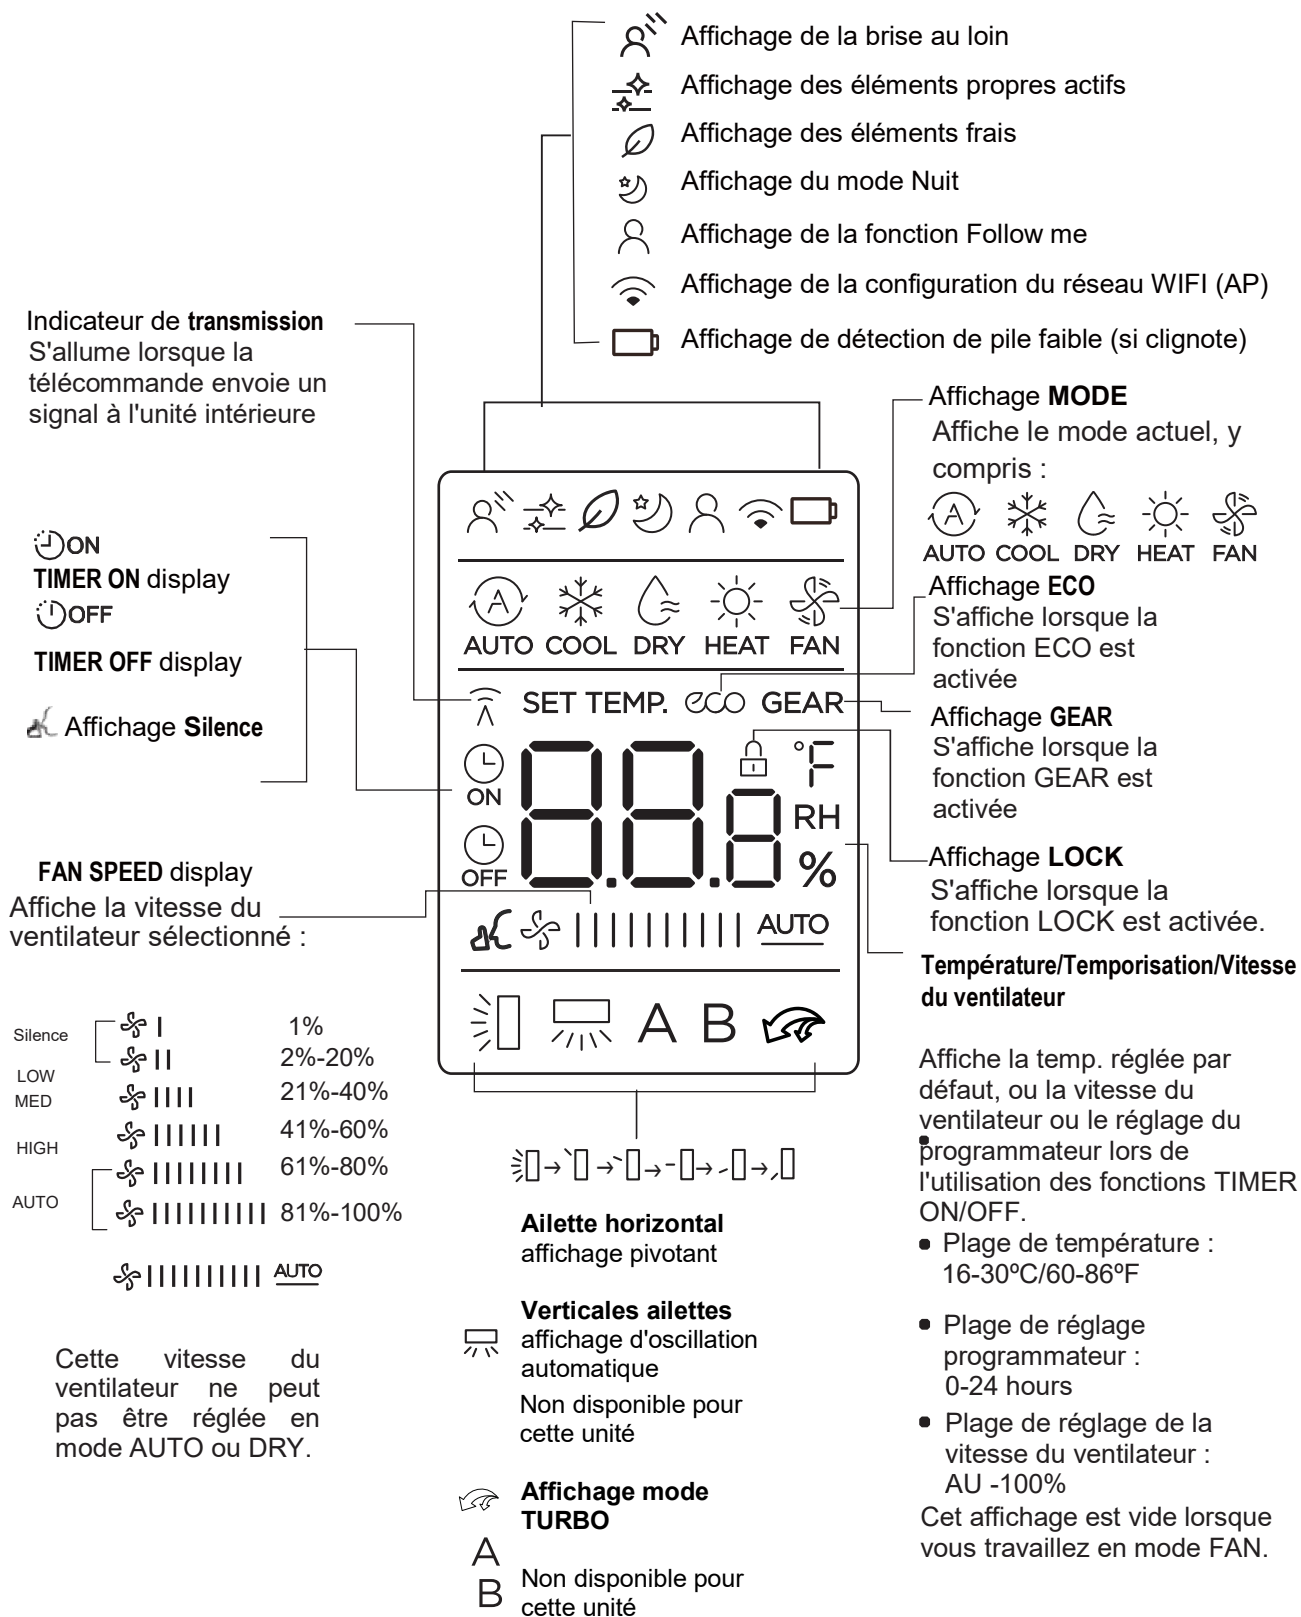 Affichage de la brise au loin
Affichage des éléments propres actifs
Affichage des éléments frais
Affichage du mode Nuit
Affichage de la fonction Follow me
Affichage de la configuration du réseau WIFI (AP)
Affichage de détection de pile faible (si clignote)
Indicateur de transmission
S'allume lorsque la
télécommande envoie un
signal à l'unité intérieure
ON
TIMER ON display
OFF
TIMER OFF display
Affichage Silence
FAN SPEED display
Affiche la vitesse du
ventilateur sélectionné :
Silence
LOW
MED
HIGH
AUTO
1%
2%-20%
21%-40%
41%-60%
61%-80%
81%-100%
AUTO
Cette vitesse du
ventilateur ne peut
pas être réglée en
mode AUTO ou DRY.
AUTO COOL DRY HEAT FAN
SET TEMP. eco GEAR
ON
OFF
88.8
°F
RH
%
AUTO
A B
Ailette horizontal
affichage pivotant
Verticales ailettes
affichage d'oscillation
automatique
Non disponible pour
cette unité
Affichage mode
TURBO
A
B
Non disponible pour
cette unité
Affichage MODE
Affiche le mode actuel, y
compris :
A
AUTO COOL DRY HEAT FAN
Affichage ECO
S'affiche lorsque la
fonction ECO est
activée
Affichage GEAR
S'affiche lorsque la
fonction GEAR est
activée
Affichage LOCK
S'affiche lorsque la
fonction LOCK est activée.
Température/Temporisation/Vitesse
du ventilateur
Affiche la temp. réglée par
défaut, ou la vitesse du
ventilateur ou le réglage du
programmateur lors de
l'utilisation des fonctions TIMER
ON/OFF.
• Plage de température :
16-30ºC/60-86ºF
• Plage de réglage
programmateur :
0-24 hours
• Plage de réglage de la
vitesse du ventilateur :
AU -100%
Cet affichage est vide lorsque
vous travaillez en mode FAN.